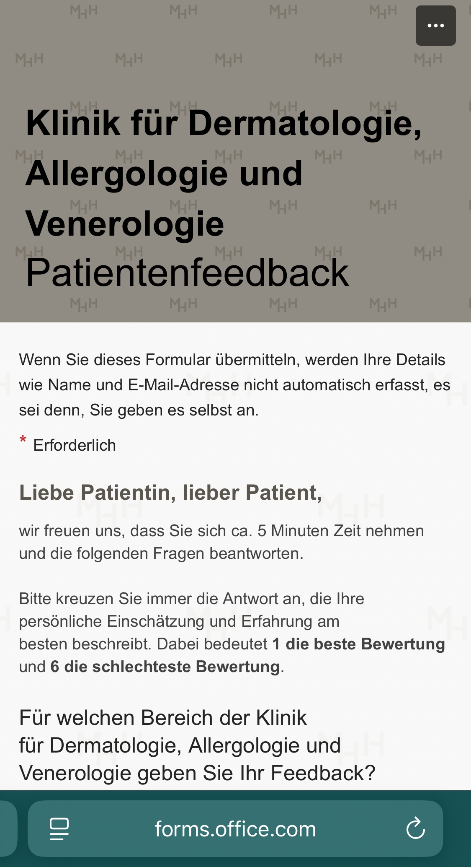 Klinik für Dermatologie,
Allergologie und
Venerologie
Patientenfeedback
Wenn Sie dieses Formular übermitteln, werden Ihre Details
wie Name und E-Mail-Adresse nicht automatisch erfasst, es
sei denn, Sie geben es selbst an.
* Erforderlich
Liebe Patientin, lieber Patient,
wir freuen uns, dass Sie sich ca. 5 Minuten Zeit nehmen
und die folgenden Fragen beantworten.
Bitte kreuzen Sie immer die Antwort an, die Ihre
persönliche Einschätzung und Erfahrung am
besten beschreibt. Dabei bedeutet 1 die beste Bewertung
und 6 die schlechteste Bewertung.
Für welchen Bereich der Klinik
für Dermatologie, Allergologie und
Venerologie geben Sie Ihr Feedback?
forms.office.com